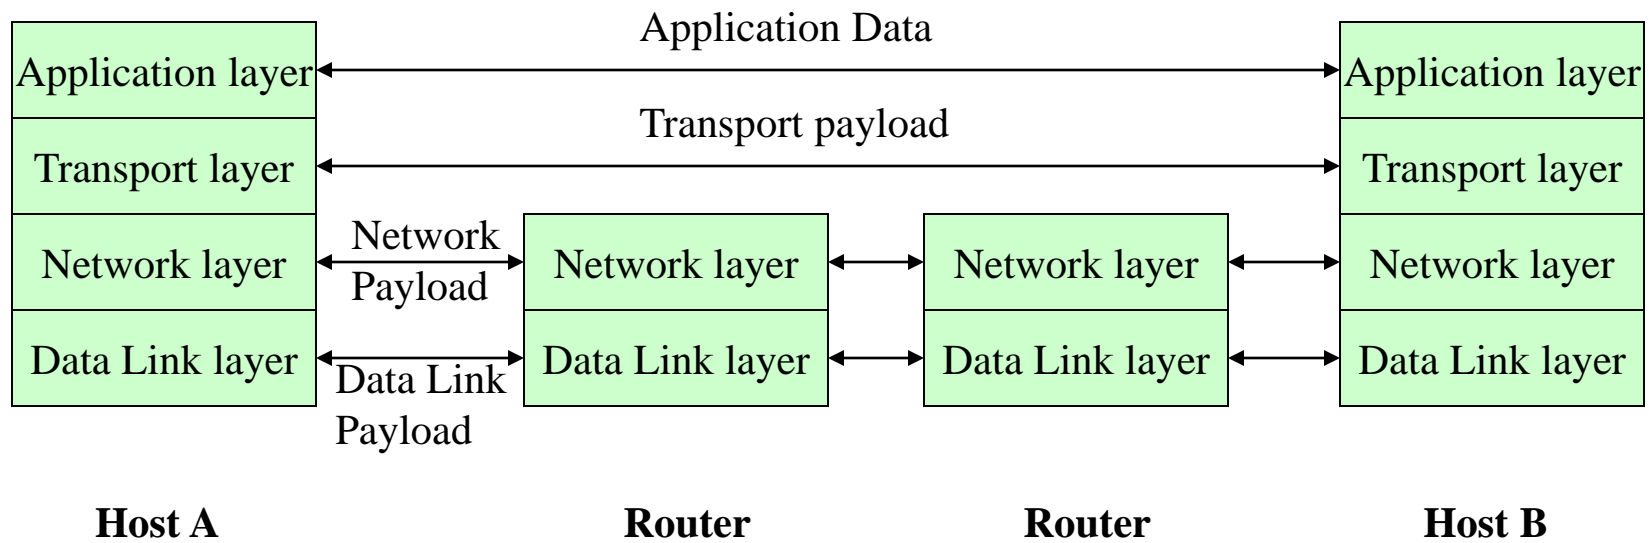 Application Data
Application layer
Application layer
Transport payload
Transport layer
Transport layer
Network
Payload
Network layer
Network layer
Network layer
Network layer
Data Link layer
Data Link
Payload
Data Link layer
Data Link layer
Data Link layer
Host A
Router
Router
Host B